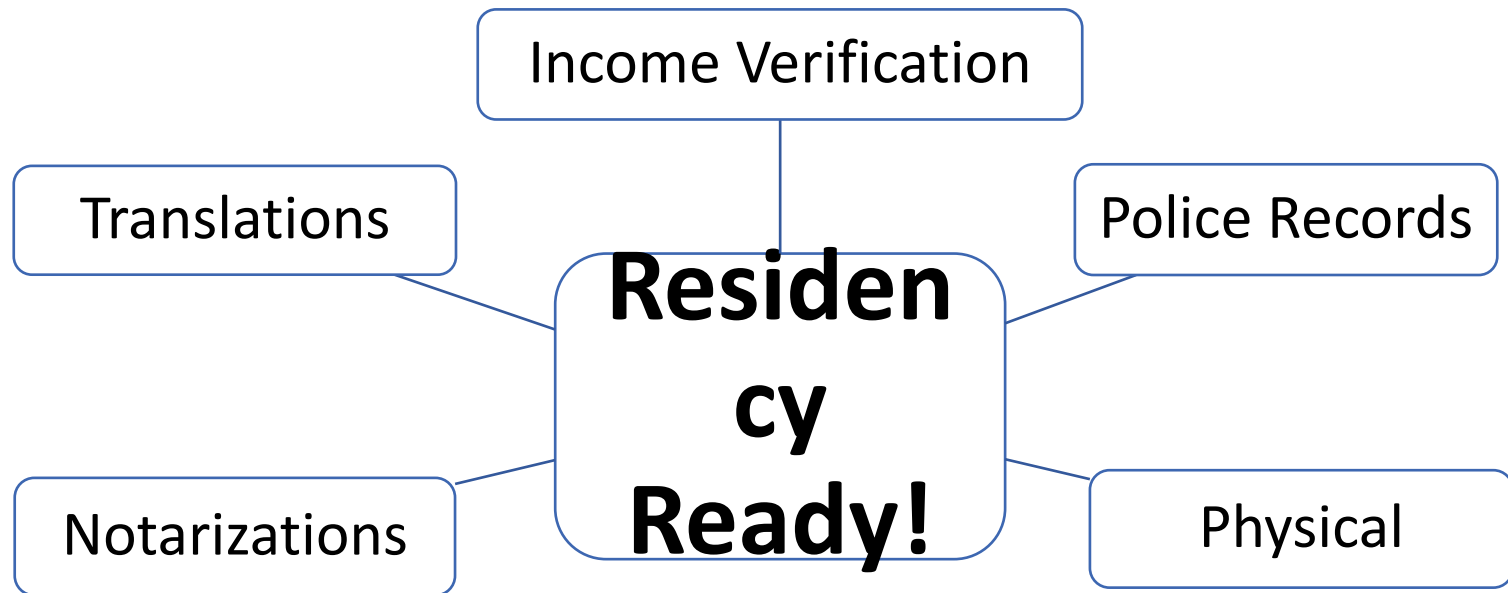 Income Verification
Translations
Police Records
Residen
cy
Ready!
Notarizations
Physical